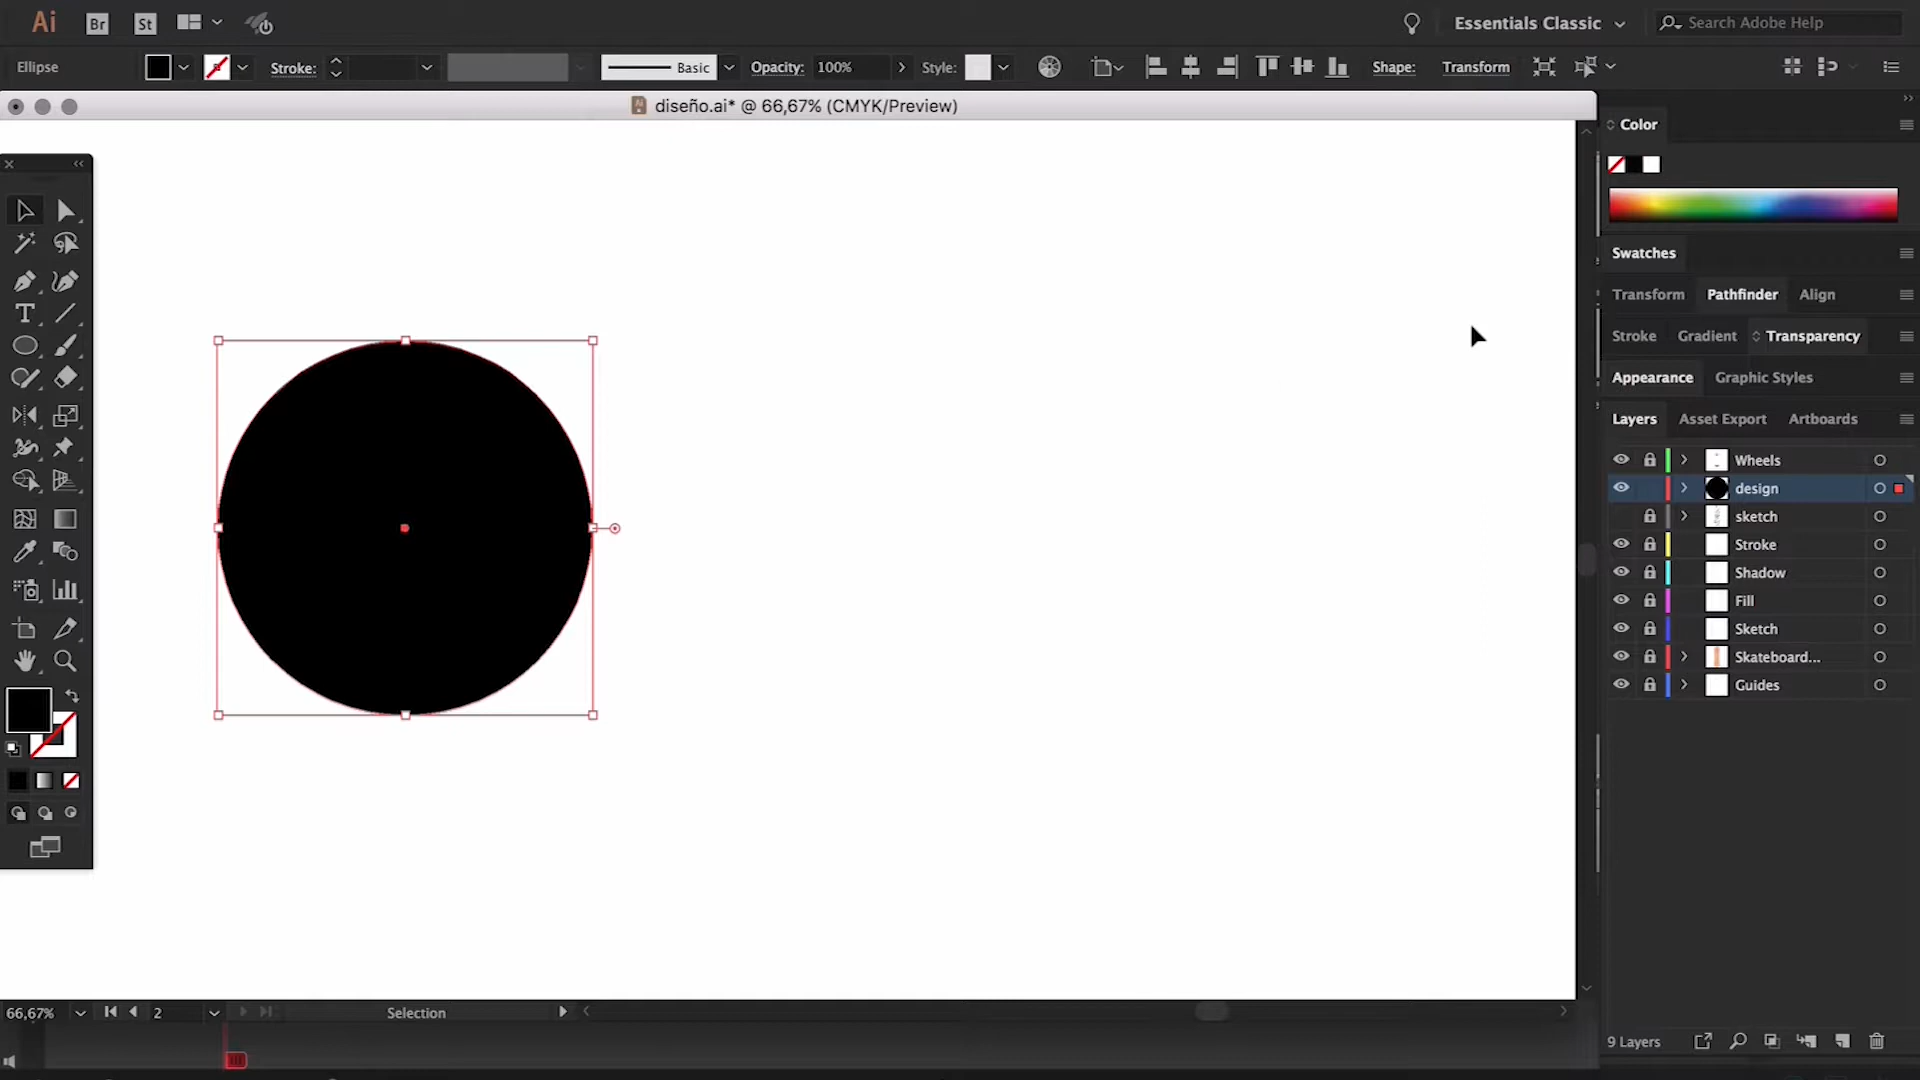 Ai Br St Essentials Classic Search Adobe Help
Ellipse Stroke: Basic Opacity: 100% Style: Shape: Transform
diseño.ai* @ 66,67% (CMYK/Preview)
Color
Swatches
Transform Pathfinder Align
Stroke Gradient Transparency
Appearance Graphic Styles
Layers Asset Export Artboards
Wheels
design
sketch
Stroke
Shadow
Fill
Sketch
Skateboard...
Guides
66,67% 2 Selection
9 Layers